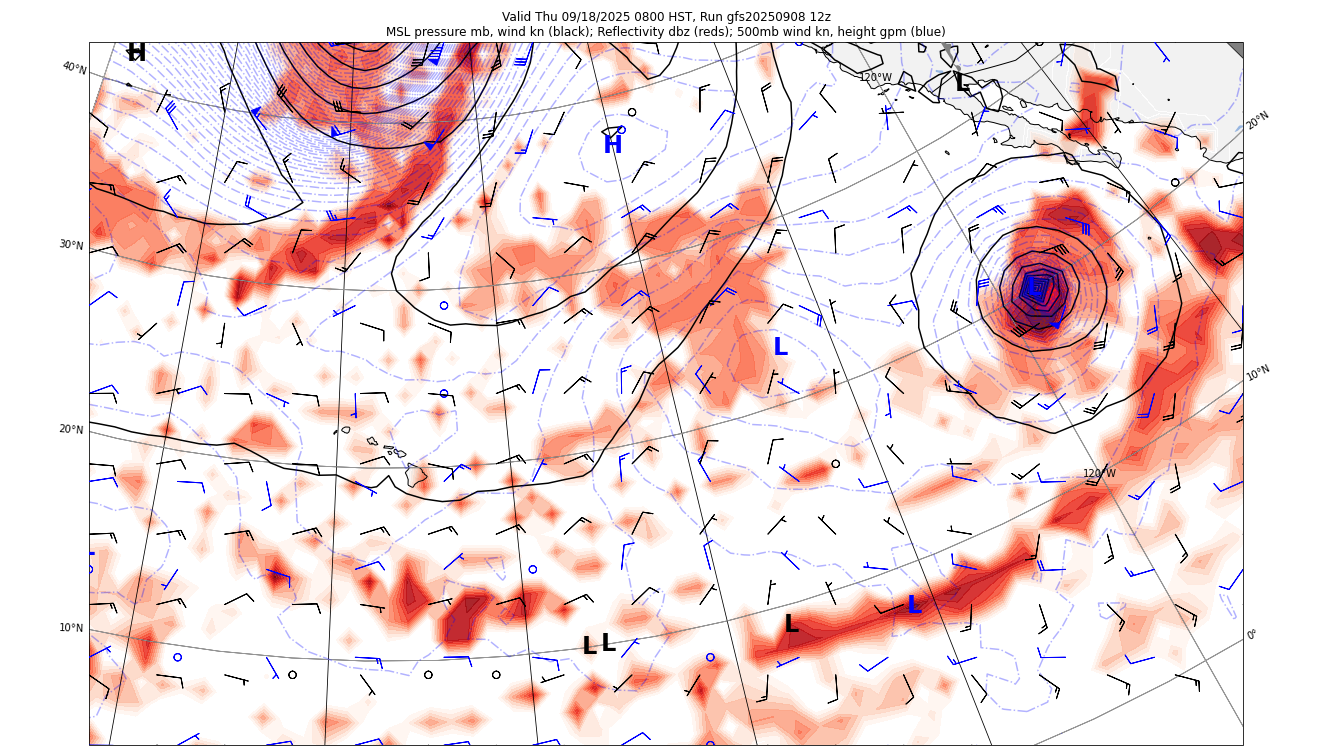 Valid Thu 09/18/2025 0800 HST, Run gfs20250908 12z
MSL pressure mb, wind kn (black); Reflectivity dbz (reds); 500mb wind kn, height gpm (blue)
H
40°N
120°W
L
20°N
H
30°N
L
10°N
20°N
120°W
L
L
10°N
L L
0°